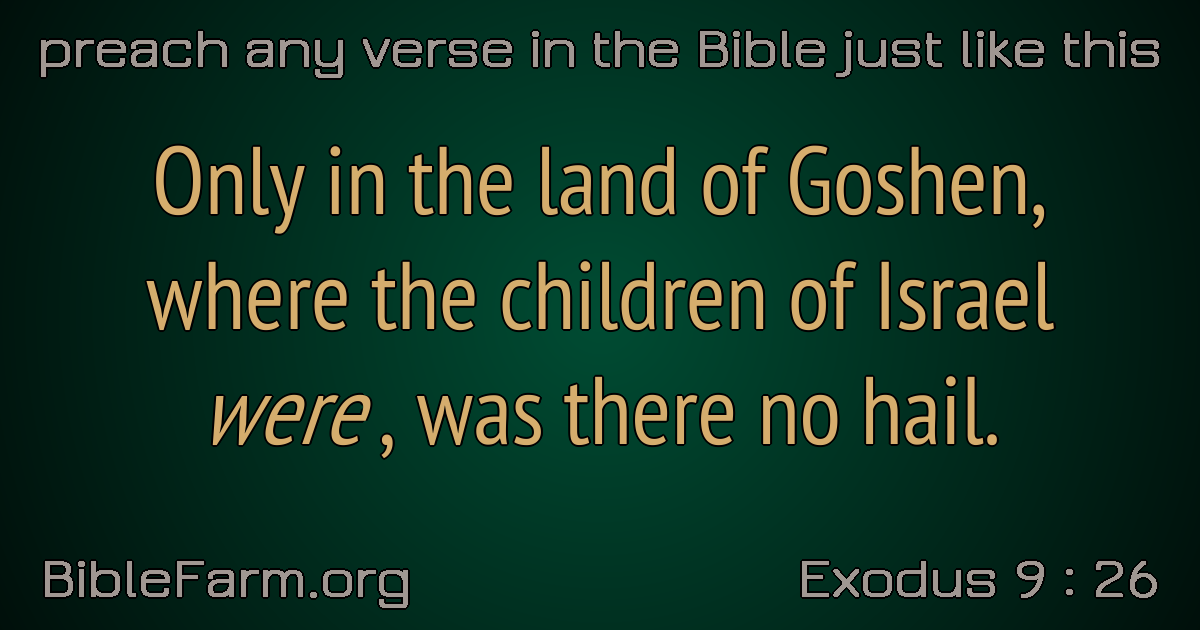 preach any verse in the Bible just like this
Only in the land of Goshen,
where the children of Israel
were , was there no hail.
BibleFarm.org
Exodus 9 : 26